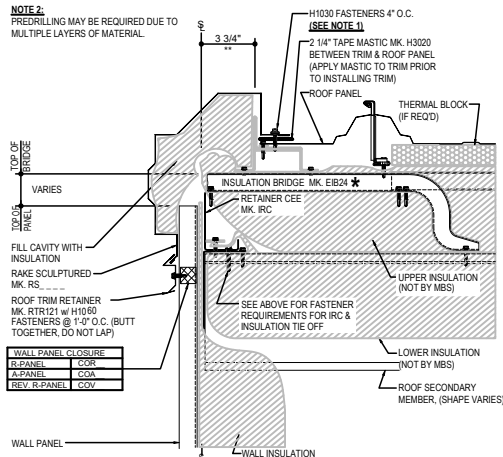 NOTE 2:
PREDRILLING MAY BE REQUIRED DUE TO
MULTIPLE LAYERS OF MATERIAL.
3 3/4"
**
H1030 FASTENERS 4" O.C.
(SEE NOTE 1)
2 1/4" TAPE MASTIC MK. H3020
BETWEEN TRIM & ROOF PANEL
(APPLY MASTIC TO TRIM PRIOR
TO INSTALLING TRIM)
ROOF PANEL
THERMAL BLOCK
(IF REQ'D)
TOP OF
BRIDGE
VARIES
TOP OF
PANEL
INSULATION BRIDGE MK. EIB24 *
RETAINER CEE
MK. IRC
FILL CAVITY WITH
INSULATION
RAKE SCULPTURED
MK. RS_ _ _ _
ROOF TRIM RETAINER
MK. RTR121 w/ H1060
FASTENERS @ 1'-0" O.C. (BUTT
TOGETHER, DO NOT LAP)
UPPER INSULATION
(NOT BY MBS)
SEE ABOVE FOR FASTENER
REQUIREMENTS FOR IRC &
INSULATION TIE OFF
WALL PANEL CLOSURE
R-PANEL COR_
A-PANEL COA_
REV. R-PANEL COV_
LOWER INSULATION
(NOT BY MBS)
ROOF SECONDARY
MEMBER, (SHAPE VARIES)
WALL PANEL
WALL INSULATION